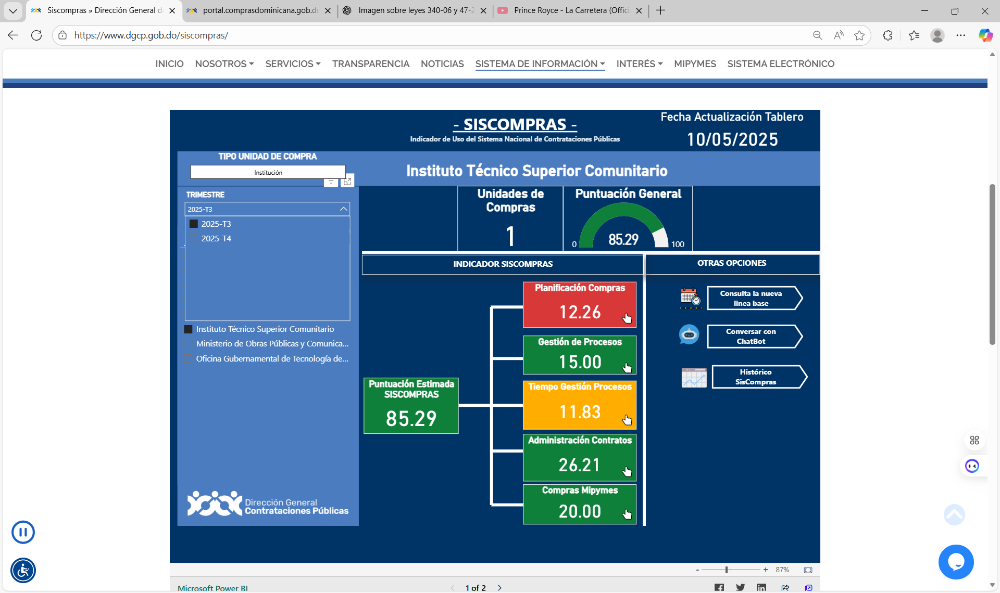 Siscompras » Dirección General d
portal.comprasdominicana.gob.do
Imagen sobre leyes 340-06 y 47-2
Prince Royce - La Carretera (Offici
https://www.dgcp.gob.do/siscompras/
INICIO
NOSOTROS
SERVICIOS
TRANSPARENCIA
NOTICIAS
SISTEMA DE INFORMACIÓN
INTERÉS
MIPYMES
SISTEMA ELECTRÓNICO
- SISCOMPRAS -
Indicador de Uso del Sistema Nacional de Contrataciones Públicas
Fecha Actualización Tablero
10/05/2025
TIPO UNIDAD DE COMPRA
Institución
Instituto Técnico Superior Comunitario
TRIMESTRE
2025-T3
2025-T3
2025-T4
Instituto Técnico Superior Comunitario
Ministerio de Obras Públicas y Comunica...
Oficina Gubernamental de Tecnología de...
Unidades de
Compras
1
Puntuación General
0
85.29
100
INDICADOR SISCOMPRAS
OTRAS OPCIONES
Planificación Compras
12.26
Gestión de Procesos
15.00
Tiempo Gestión Procesos
11.83
Administración Contratos
26.21
Compras Mipymes
20.00
Puntuación Estimada
SISCOMPRAS
85.29
Consulta la nueva
linea base
Conversar con
ChatBot
Histórico
SisCompras
Dirección General
Contrataciones Públicas
- + 87%
Microsoft Power BI
1 of 2